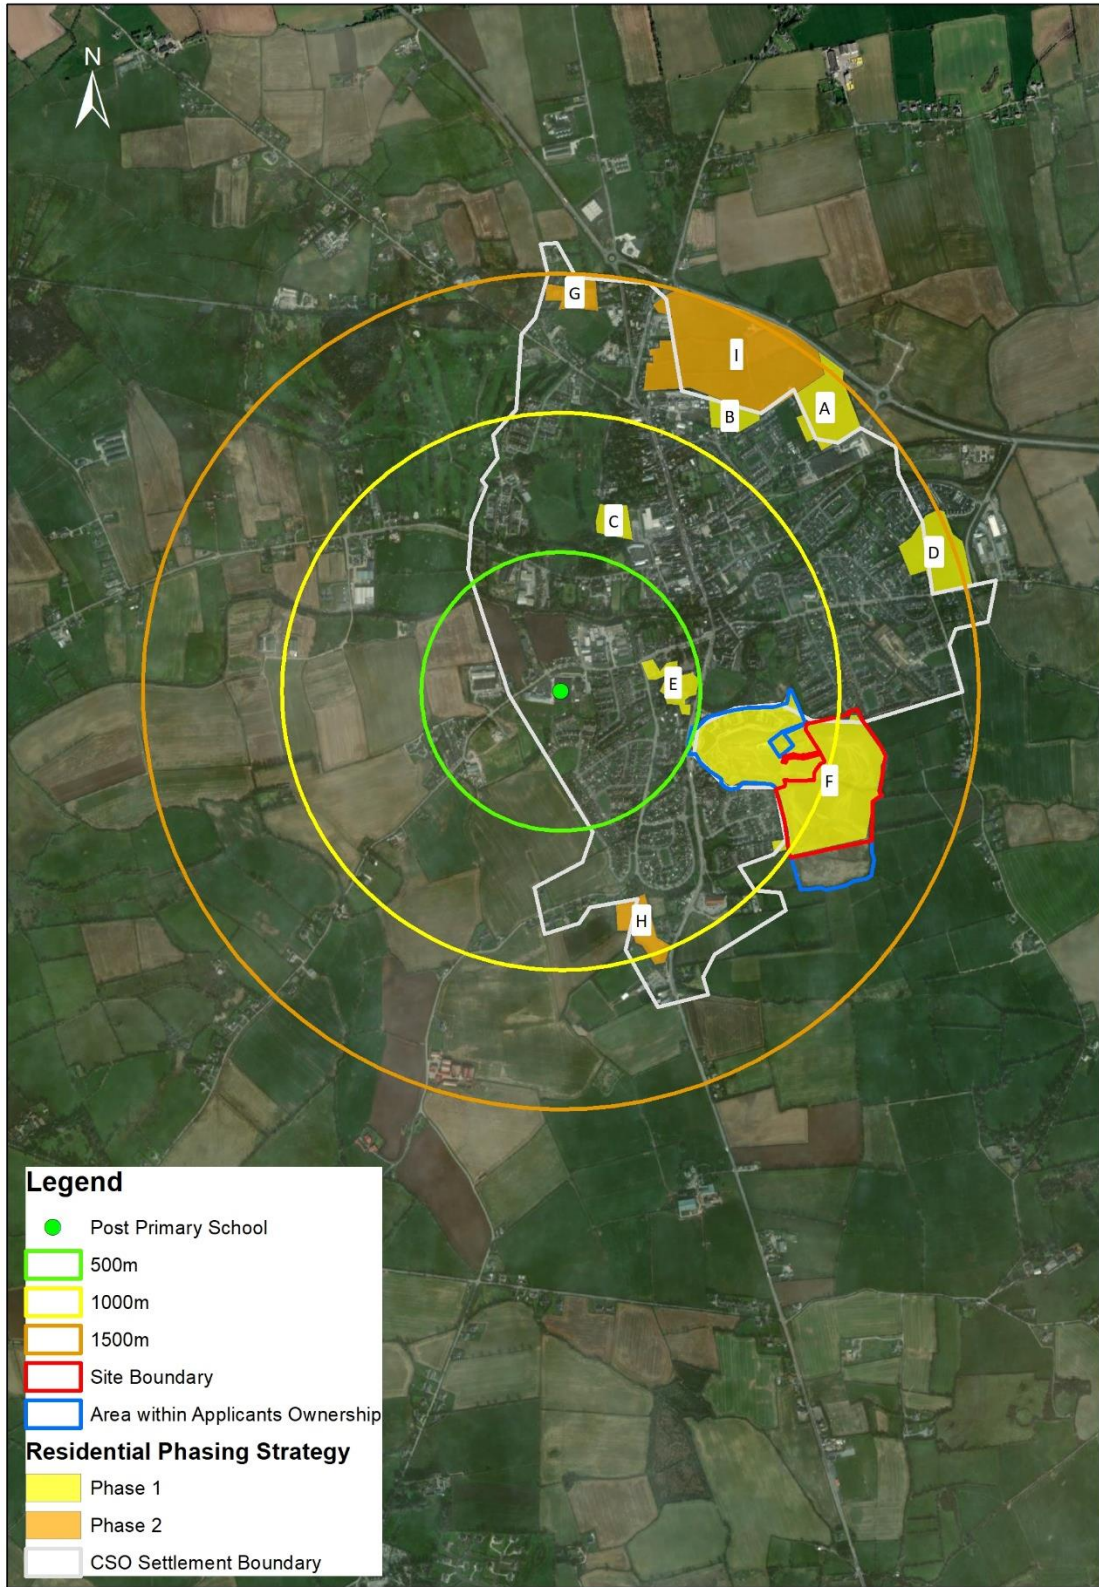 N
G
I
A
B
C
D
E
F
H
Legend
Post Primary School
500m
1000m
1500m
Site Boundary
Area within Applicants Ownership
Residential Phasing Strategy
Phase 1
Phase 2
CSO Settlement Boundary